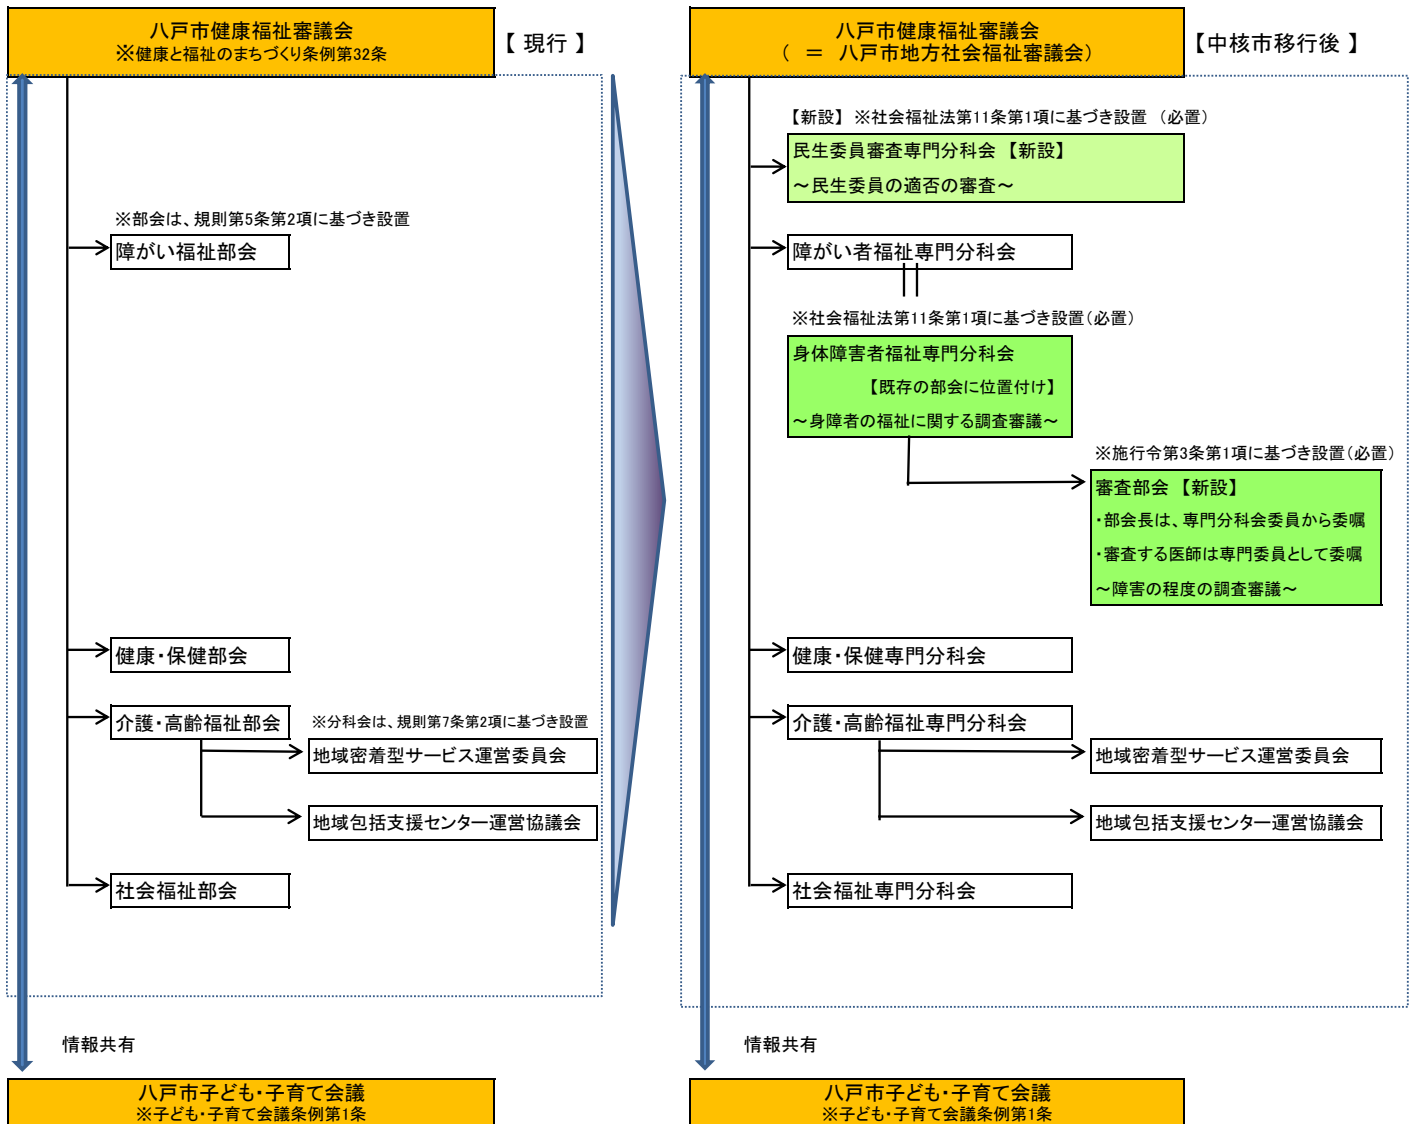 八戸市健康福祉審議会
※健康と福祉のまちづくり条例第32条
【 現行 】
※部会は、規則第5条第2項に基づき設置
障がい福祉部会
健康・保健部会
介護・高齢福祉部会
※分科会は、規則第7条第2項に基づき設置
地域密着型サービス運営委員会
地域包括支援センター運営協議会
社会福祉部会
情報共有
八戸市子ども・子育て会議
※子ども・子育て会議条例第1条
八戸市健康福祉審議会
（ ＝ 八戸市地方社会福祉審議会）
【中核市移行後 】
【新設】 ※社会福祉法第11条第1項に基づき設置 （必置）
民生委員審査専門分科会 【新設】
～民生委員の適否の審査～
障がい者福祉専門分科会
※社会福祉法第11条第1項に基づき設置（必置）
身体障害者福祉専門分科会
【既存の部会に位置付け】
～身障者の福祉に関する調査審議～
※施行令第3条第1項に基づき設置（必置）
審査部会 【新設】
・部会長は、専門分科会委員から委嘱
・審査する医師は専門委員として委嘱
～障害の程度の調査審議～
健康・保健専門分科会
介護・高齢福祉専門分科会
地域密着型サービス運営委員会
地域包括支援センター運営協議会
社会福祉専門分科会
情報共有
八戸市子ども・子育て会議
※子ども・子育て会議条例第1条